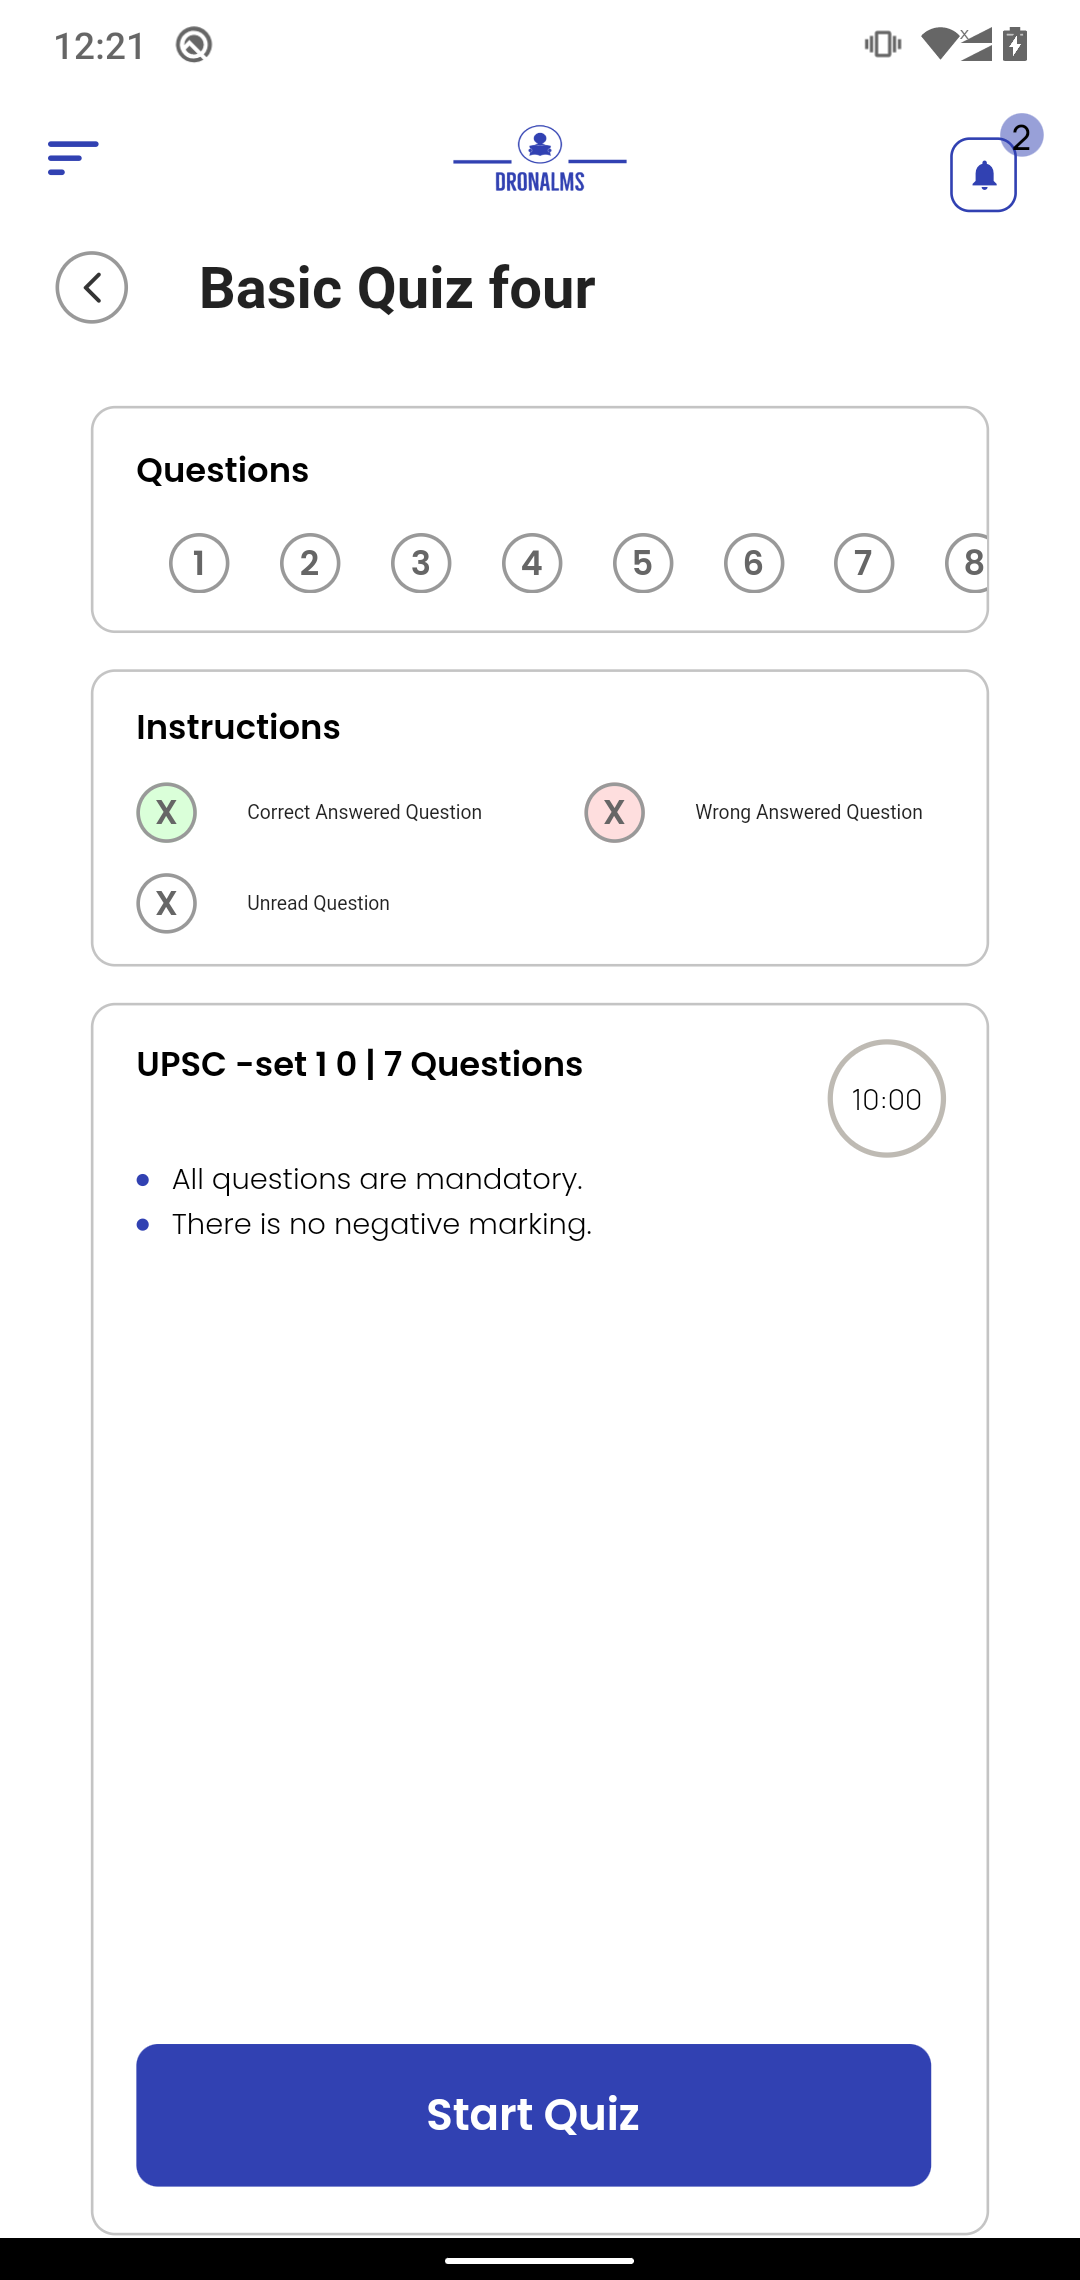 12:21
2
DRONALMS
Basic Quiz four
Questions
1 2 3 4 5 6 7 8
Instructions
X Correct Answered Question X Wrong Answered Question
X Unread Question
UPSC -set 1 0 | 7 Questions
10:00
All questions are mandatory.
There is no negative marking.
Start Quiz